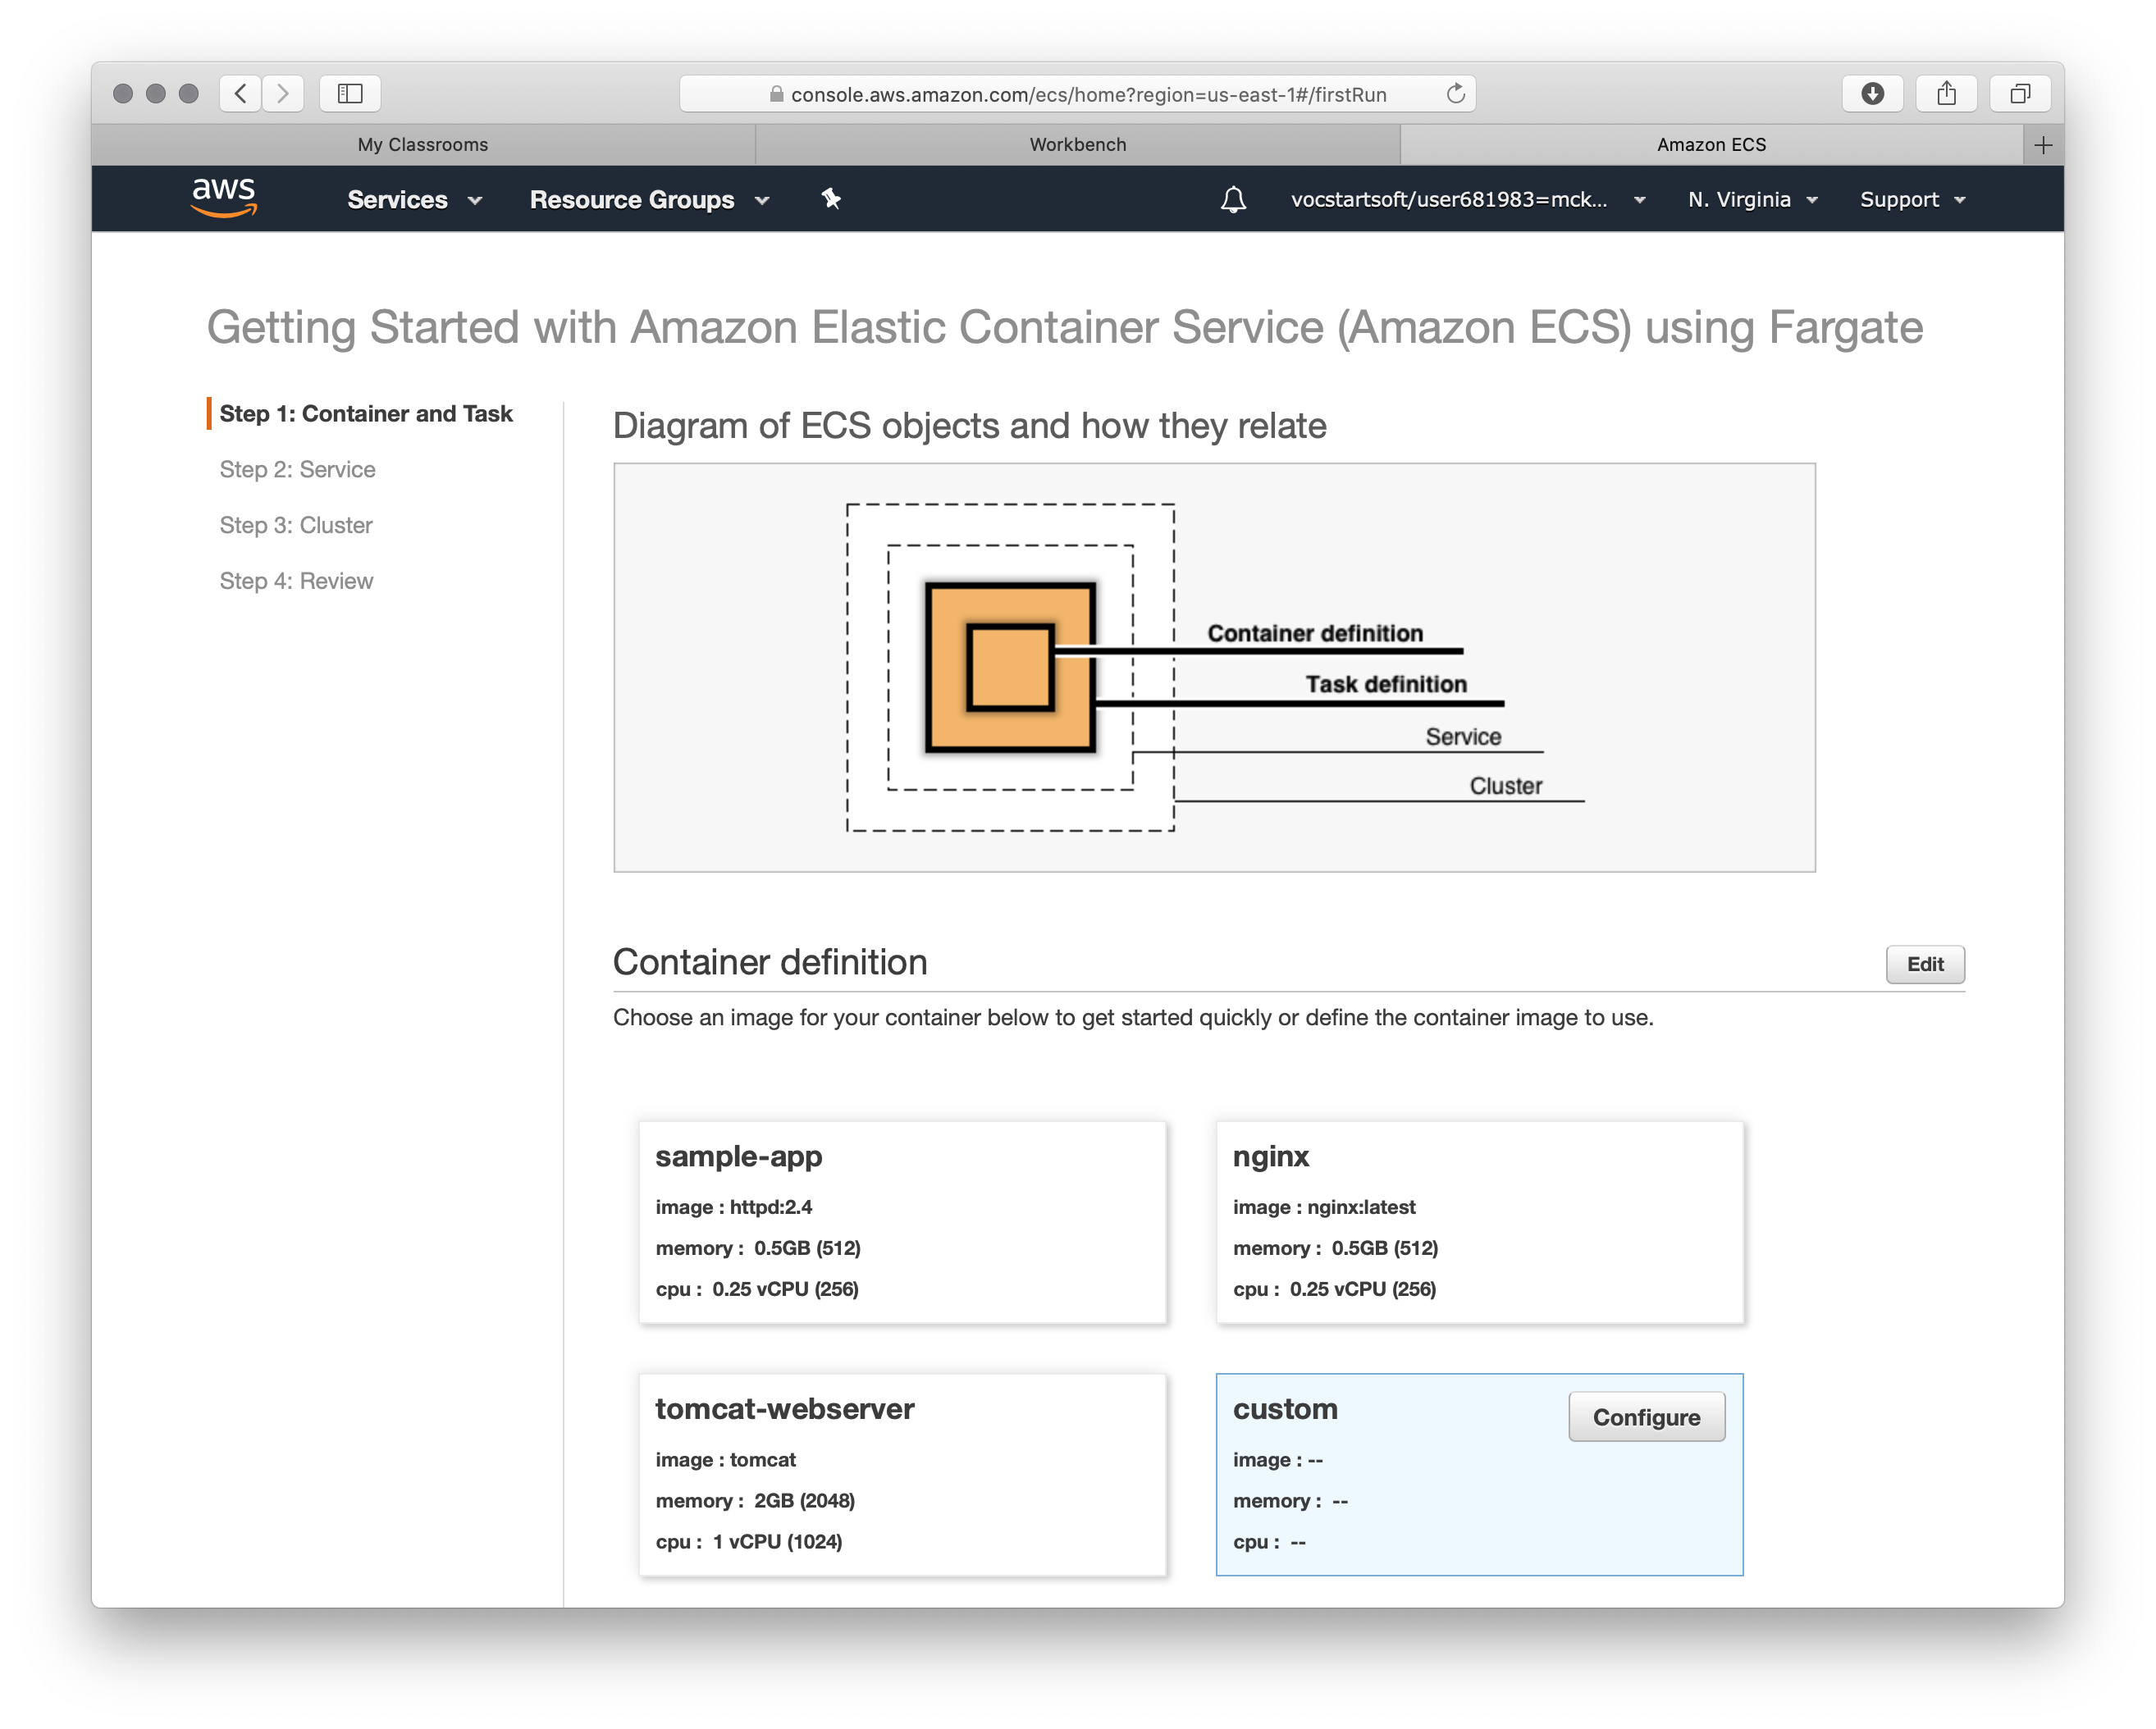 console.aws.amazon.com/ecs/home?region=us-east-1#/firstRun
My Classrooms
Workbench
Amazon ECS
aws
Services
Resource Groups
vocstartsoft/user681983=mck...
N. Virginia
Support
Getting Started with Amazon Elastic Container Service (Amazon ECS) using Fargate
Step 1: Container and Task
Step 2: Service
Step 3: Cluster
Step 4: Review
Diagram of ECS objects and how they relate
Container definition
Task definition
Service
Cluster
Container definition
Edit
Choose an image for your container below to get started quickly or define the container image to use.
sample-app
image : httpd:2.4
memory : 0.5GB (512)
cpu : 0.25 vCPU (256)
nginx
image : nginx:latest
memory : 0.5GB (512)
cpu : 0.25 vCPU (256)
tomcat-webserver
image : tomcat
memory : 2GB (2048)
cpu : 1 vCPU (1024)
custom
Configure
image : --
memory : --
cpu : --